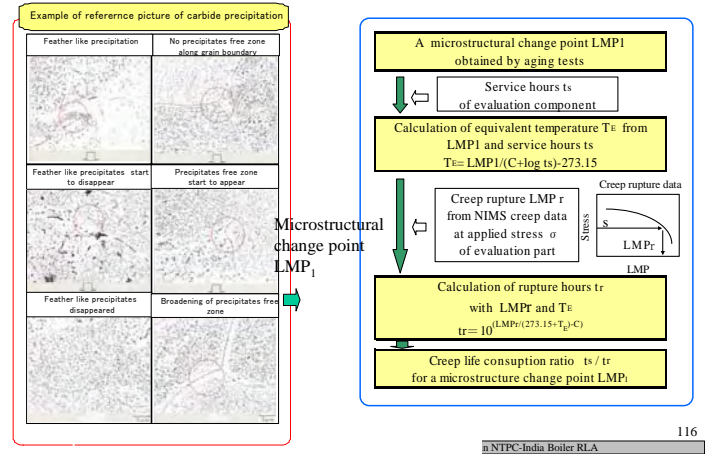 Example of refernce picture of carbide precipitation
Feather like precipitation
No precipitates free zone
along grain boundary
Feather like precipitates start
to disappear
Precipitates free zone
start to appear
Feather like precipitates
disappeared
Broadening of precipitates free
zone
Microstructural
change point
LMP1
A microstructural change point LMP1
obtained by aging tests
Service hours ts
of evaluation component
Calculation of equivalent temperature TE from
LMP1 and service hours ts
TE=LMP1/(C+log ts)-273.15
Creep rupture LMP r
from NIMS creep data
at applied stress σ
of evaluation part
Creep rupture data
Stress
s
LMPr
LMP
Calculation of rupture hours tr
with LMPr and TE
tr=10(LMPr/(273.15+TE)-C)
Creep life consuption ratio ts / tr
for a microstructure change point LMP1
116
n NTPC-India Boiler RLA